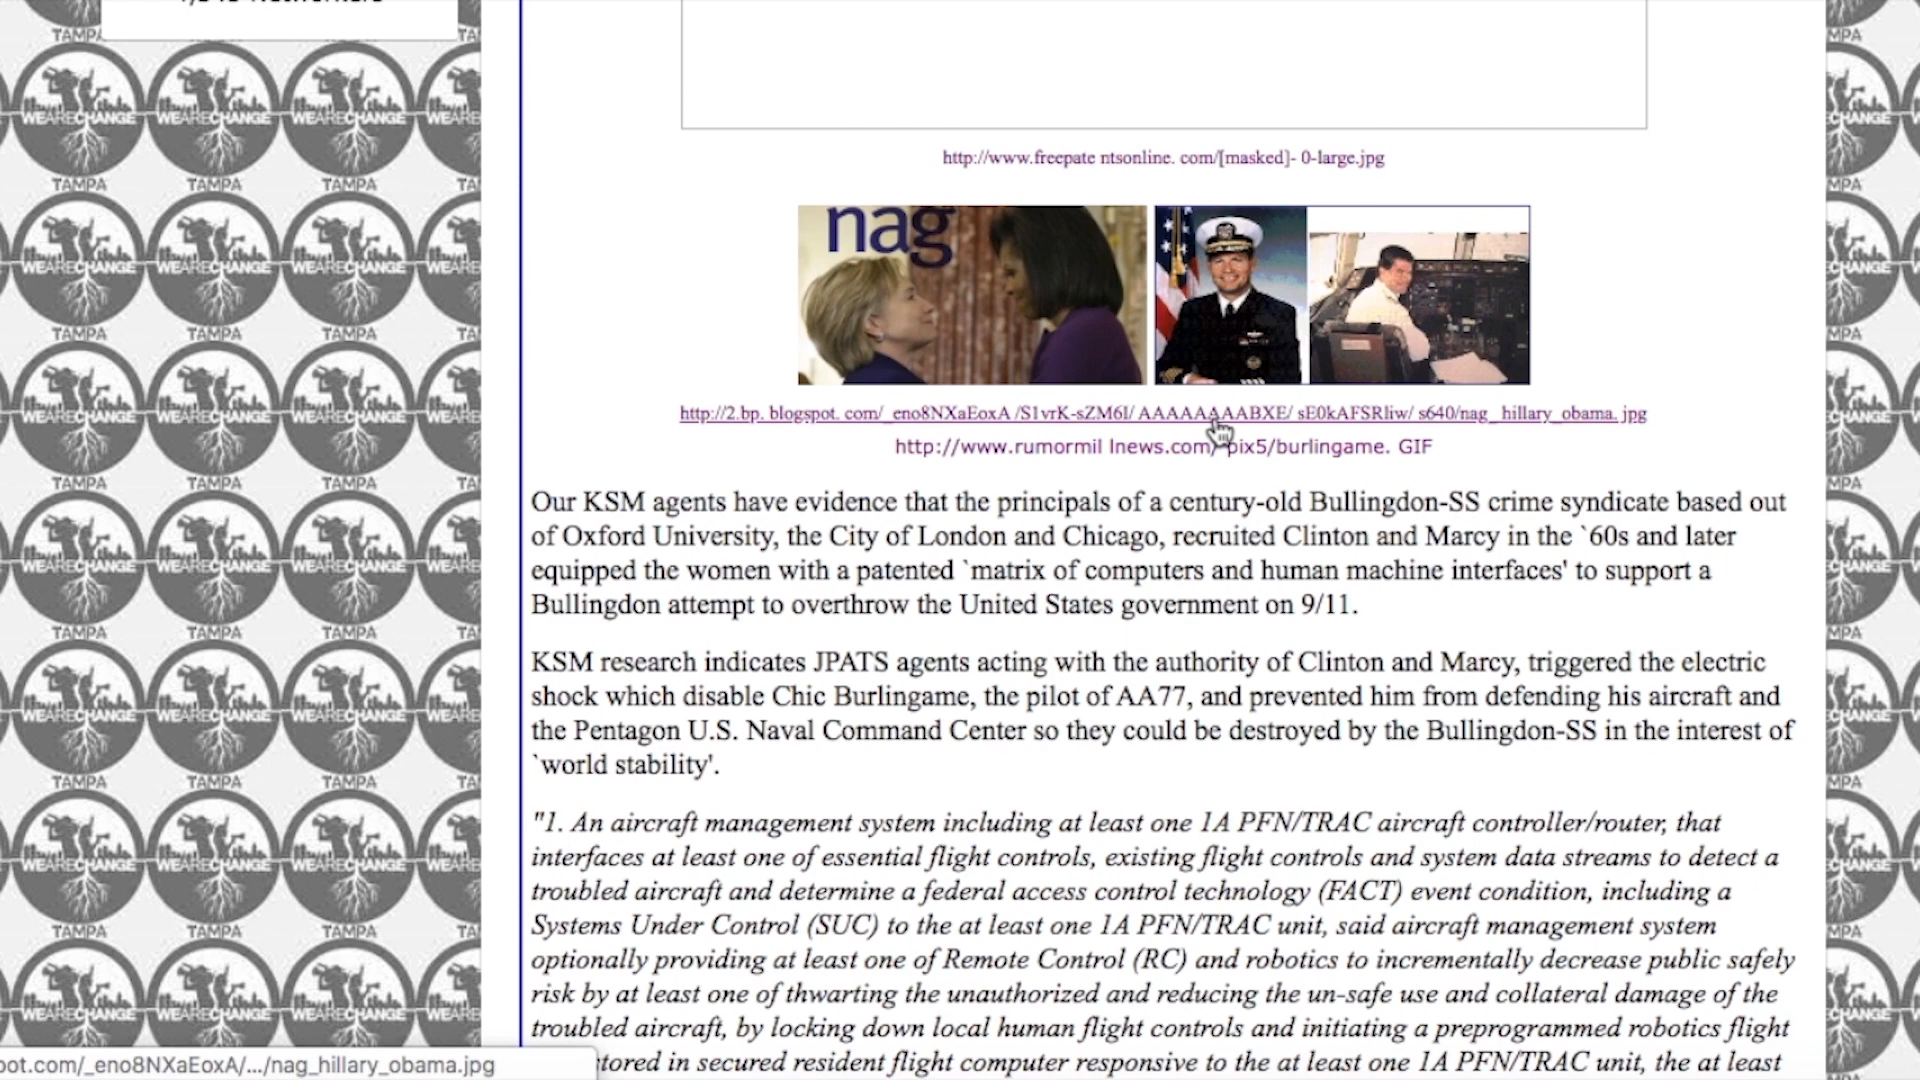 http://www.freepate ntsonline. com/[masked]- 0-large.jpg
nag
http://2.bp. blogspot. com/_eno8NXaEoxA /S1vrK-sZM6I/ AAAAAAAABXE/ sE0kAFSRIiw/ s640/nag_hillary_obama. jpg
http://www.rumormil lnews.com/ pix5/burlingame. GIF
Our KSM agents have evidence that the principals of a century-old Bullingdon-SS crime syndicate based out
of Oxford University, the City of London and Chicago, recruited Clinton and Marcy in the `60s and later
equipped the women with a patented `matrix of computers and human machine interfaces' to support a
Bullingdon attempt to overthrow the United States government on 9/11.
KSM research indicates JPATS agents acting with the authority of Clinton and Marcy, triggered the electric
shock which disable Chic Burlingame, the pilot of AA77, and prevented him from defending his aircraft and
the Pentagon U.S. Naval Command Center so they could be destroyed by the Bullingdon-SS in the interest of
`world stability'.
"1. An aircraft management system including at least one 1A PFN/TRAC aircraft controller/router, that
interfaces at least one of essential flight controls, existing flight controls and system data streams to detect a
troubled aircraft and determine a federal access control technology (FACT) event condition, including a
Systems Under Control (SUC) to the at least one 1A PFN/TRAC unit, said aircraft management system
optionally providing at least one of Remote Control (RC) and robotics to incrementally decrease public safely
risk by at least one of thwarting the unauthorized and reducing the un-safe use and collateral damage of the
troubled aircraft, by locking down local human flight controls and initiating a preprogrammed robotics flight
stored in secured resident flight computer responsive to the at least one 1A PFN/TRAC unit, the at least
pot.com/_eno8NXaEoxA/.../nag_hillary_obama.jpg
WEARECHANGE
TAMPA